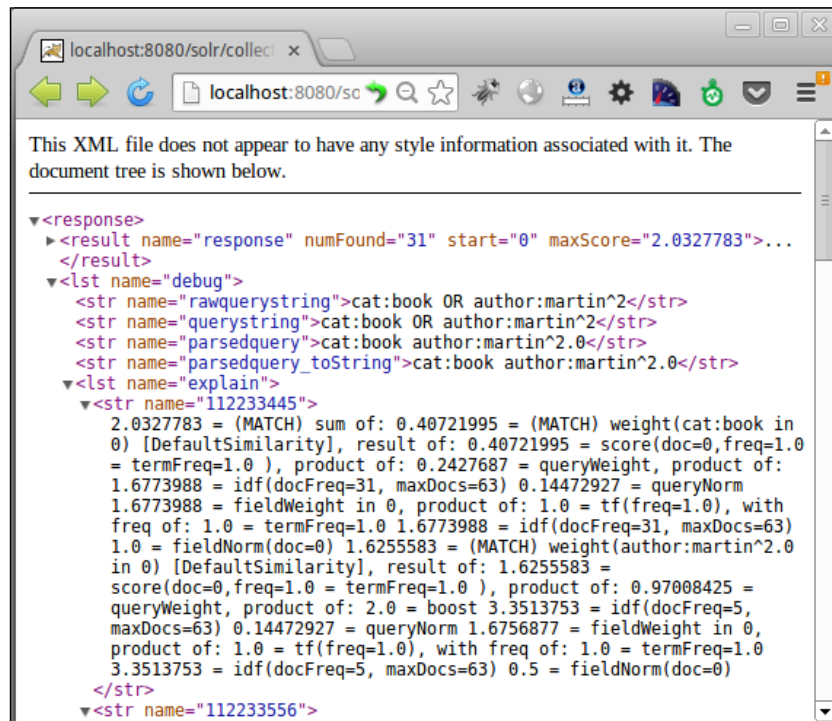 localhost:8080/solr/collect
localhost:8080/so
This XML file does not appear to have any style information associated with it. The
document tree is shown below.
▼<response>
▶<result name="response" numFound="31" start="0" maxScore="2.0327783">...
</result>
▼<lst name="debug">
<str name="rawquerystring">cat:book OR author:martin^2</str>
<str name="querystring">cat:book OR author:martin^2</str>
<str name="parsedquery">cat:book author:martin^2.0</str>
<str name="parsedquery_toString">cat:book author:martin^2.0</str>
▼<lst name="explain">
▼<str name="112233445">
2.0327783 = (MATCH) sum of: 0.40721995 = (MATCH) weight(cat:book in
0) [DefaultSimilarity], result of: 0.40721995 = score(doc=0,freq=1.0
= termFreq=1.0 ), product of: 0.2427687 = queryWeight, product of:
1.6773988 = idf(docFreq=31, maxDocs=63) 0.14472927 = queryNorm
1.6773988 = fieldWeight in 0, product of: 1.0 = tf(freq=1.0), with
freq of: 1.0 = termFreq=1.0 1.6773988 = idf(docFreq=31, maxDocs=63)
1.0 = fieldNorm(doc=0) 1.6255583 = (MATCH) weight(author:martin^2.0
in 0) [DefaultSimilarity], result of: 1.6255583 =
score(doc=0,freq=1.0 = termFreq=1.0 ), product of: 0.97008425 =
queryWeight, product of: 2.0 = boost 3.3513753 = idf(docFreq=5,
maxDocs=63) 0.14472927 = queryNorm 1.6756877 = fieldWeight in 0,
product of: 1.0 = tf(freq=1.0), with freq of: 1.0 = termFreq=1.0
3.3513753 = idf(docFreq=5, maxDocs=63) 0.5 = fieldNorm(doc=0)
</str>
▼<str name="112233556">